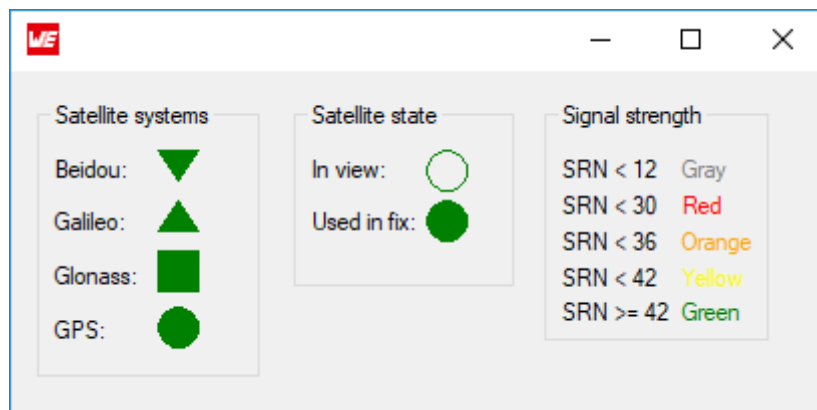 WE
Satellite systems
Beidou:
Galileo:
Glonass:
GPS:
Satellite state
In view:
Used in fix:
Signal strength
SRN < 12 Gray
SRN < 30 Red
SRN < 36 Orange
SRN < 42 Yellow
SRN >= 42 Green